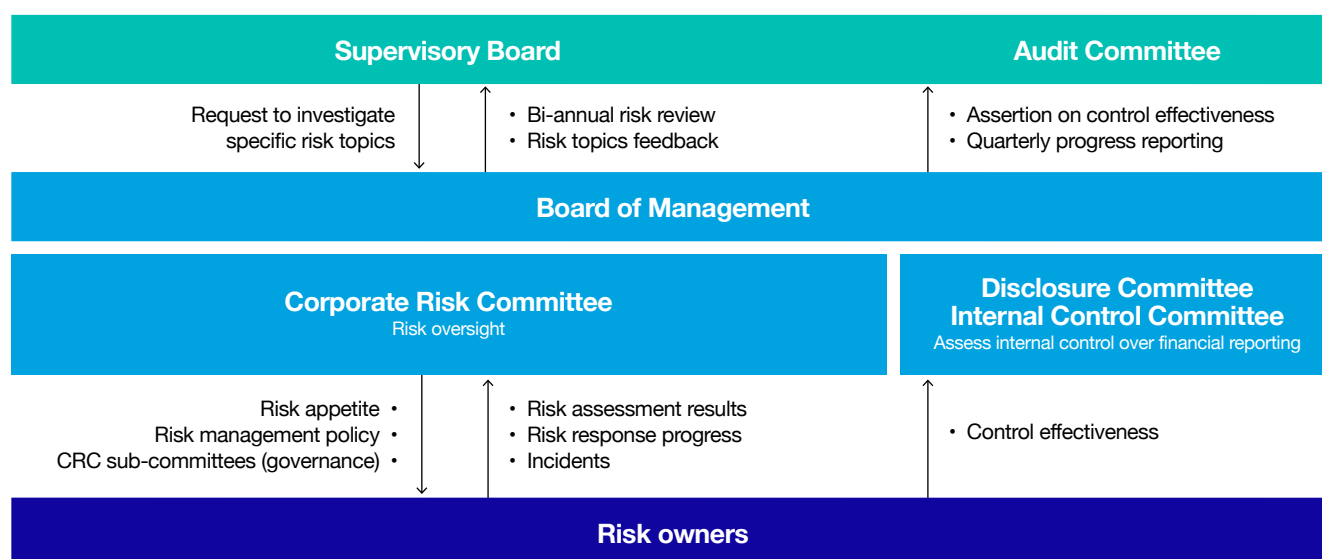 Supervisory Board
Audit Committee
Request to investigate
specific risk topics
• Bi-annual risk review
• Risk topics feedback
• Assertion on control effectiveness
• Quarterly progress reporting
Board of Management
Corporate Risk Committee
Risk oversight
Disclosure Committee
Internal Control Committee
Assess internal control over financial reporting
Risk appetite •
Risk management policy •
CRC sub-committees (governance) •
• Risk assessment results
• Risk response progress
• Incidents
• Control effectiveness
Risk owners